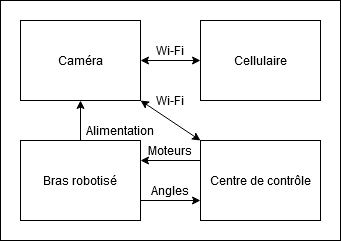 Caméra
Wi-Fi
Cellulaire
Wi-Fi
Alimentation
Moteurs
Bras robotisé
Centre de contrôle
Angles